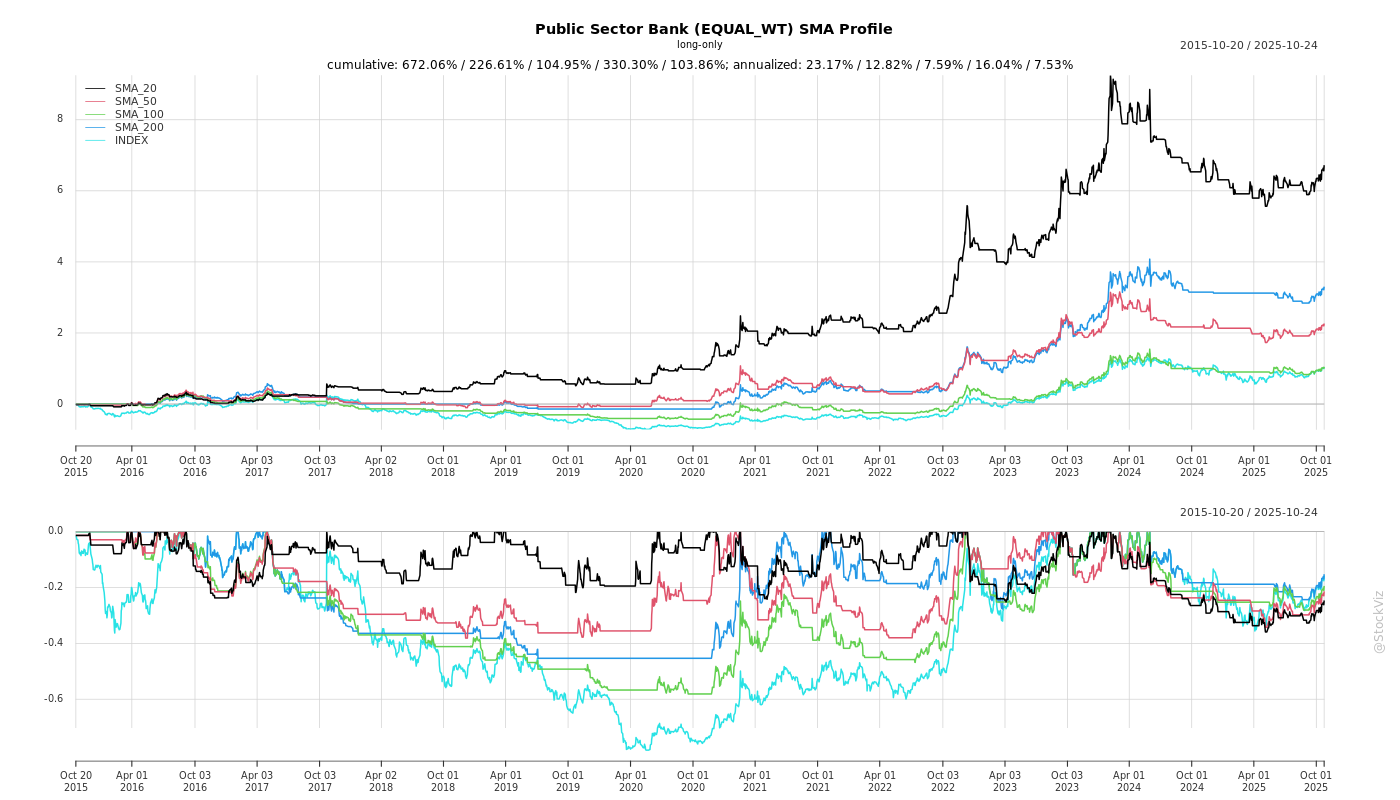 Public Sector Bank (EQUAL_WT) SMA Profile
long-only
2015-10-20 / 2025-10-24
cumulative: 672.06% / 226.61% / 104.95% / 330.30% / 103.86%; annualized: 23.17% / 12.82% / 7.59% / 16.04% / 7.53%
SMA_20
SMA_50
SMA_100
SMA_200
INDEX
8
6
4
2
0
Oct 20 Apr 01 Oct 03 Apr 03 Oct 03 Apr 02 Oct 01 Apr 01 Oct 01 Apr 01 Oct 01 Apr 01 Oct 01 Apr 01 Oct 03 Apr 03 Oct 03 Apr 01 Oct 01 Apr 01 Oct 01
2015 2016 2016 2017 2017 2018 2018 2019 2019 2020 2020 2021 2021 2022 2022 2023 2023 2024 2024 2025 2025
2015-10-20 / 2025-10-24
0.0
-0.2
-0.4
-0.6
Oct 20 Apr 01 Oct 03 Apr 03 Oct 03 Apr 02 Oct 01 Apr 01 Oct 01 Apr 01 Oct 01 Apr 01 Oct 01 Apr 01 Oct 03 Apr 03 Oct 03 Apr 01 Oct 01 Apr 01 Oct 01
2015 2016 2016 2017 2017 2018 2018 2019 2019 2020 2020 2021 2021 2022 2022 2023 2023 2024 2024 2025 2025
@StockViz